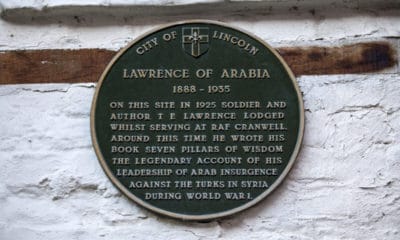 CITY OF LINCOLN
LAWRENCE OF ARABIA
1888 - 1935
ON THIS SITE IN 1925 SOLDIER AND
AUTHOR T E LAWRENCE LODGED
WHILST SERVING AT RAF CRANWELL.
AROUND THIS TIME HE WROTE HIS
BOOK SEVEN PILLARS OF WISDOM
THE LEGENDARY ACCOUNT OF HIS
LEADERSHIP OF ARAB INSURGENCE
AGAINST THE TURKS IN SYRIA
DURING WORLD WAR I.